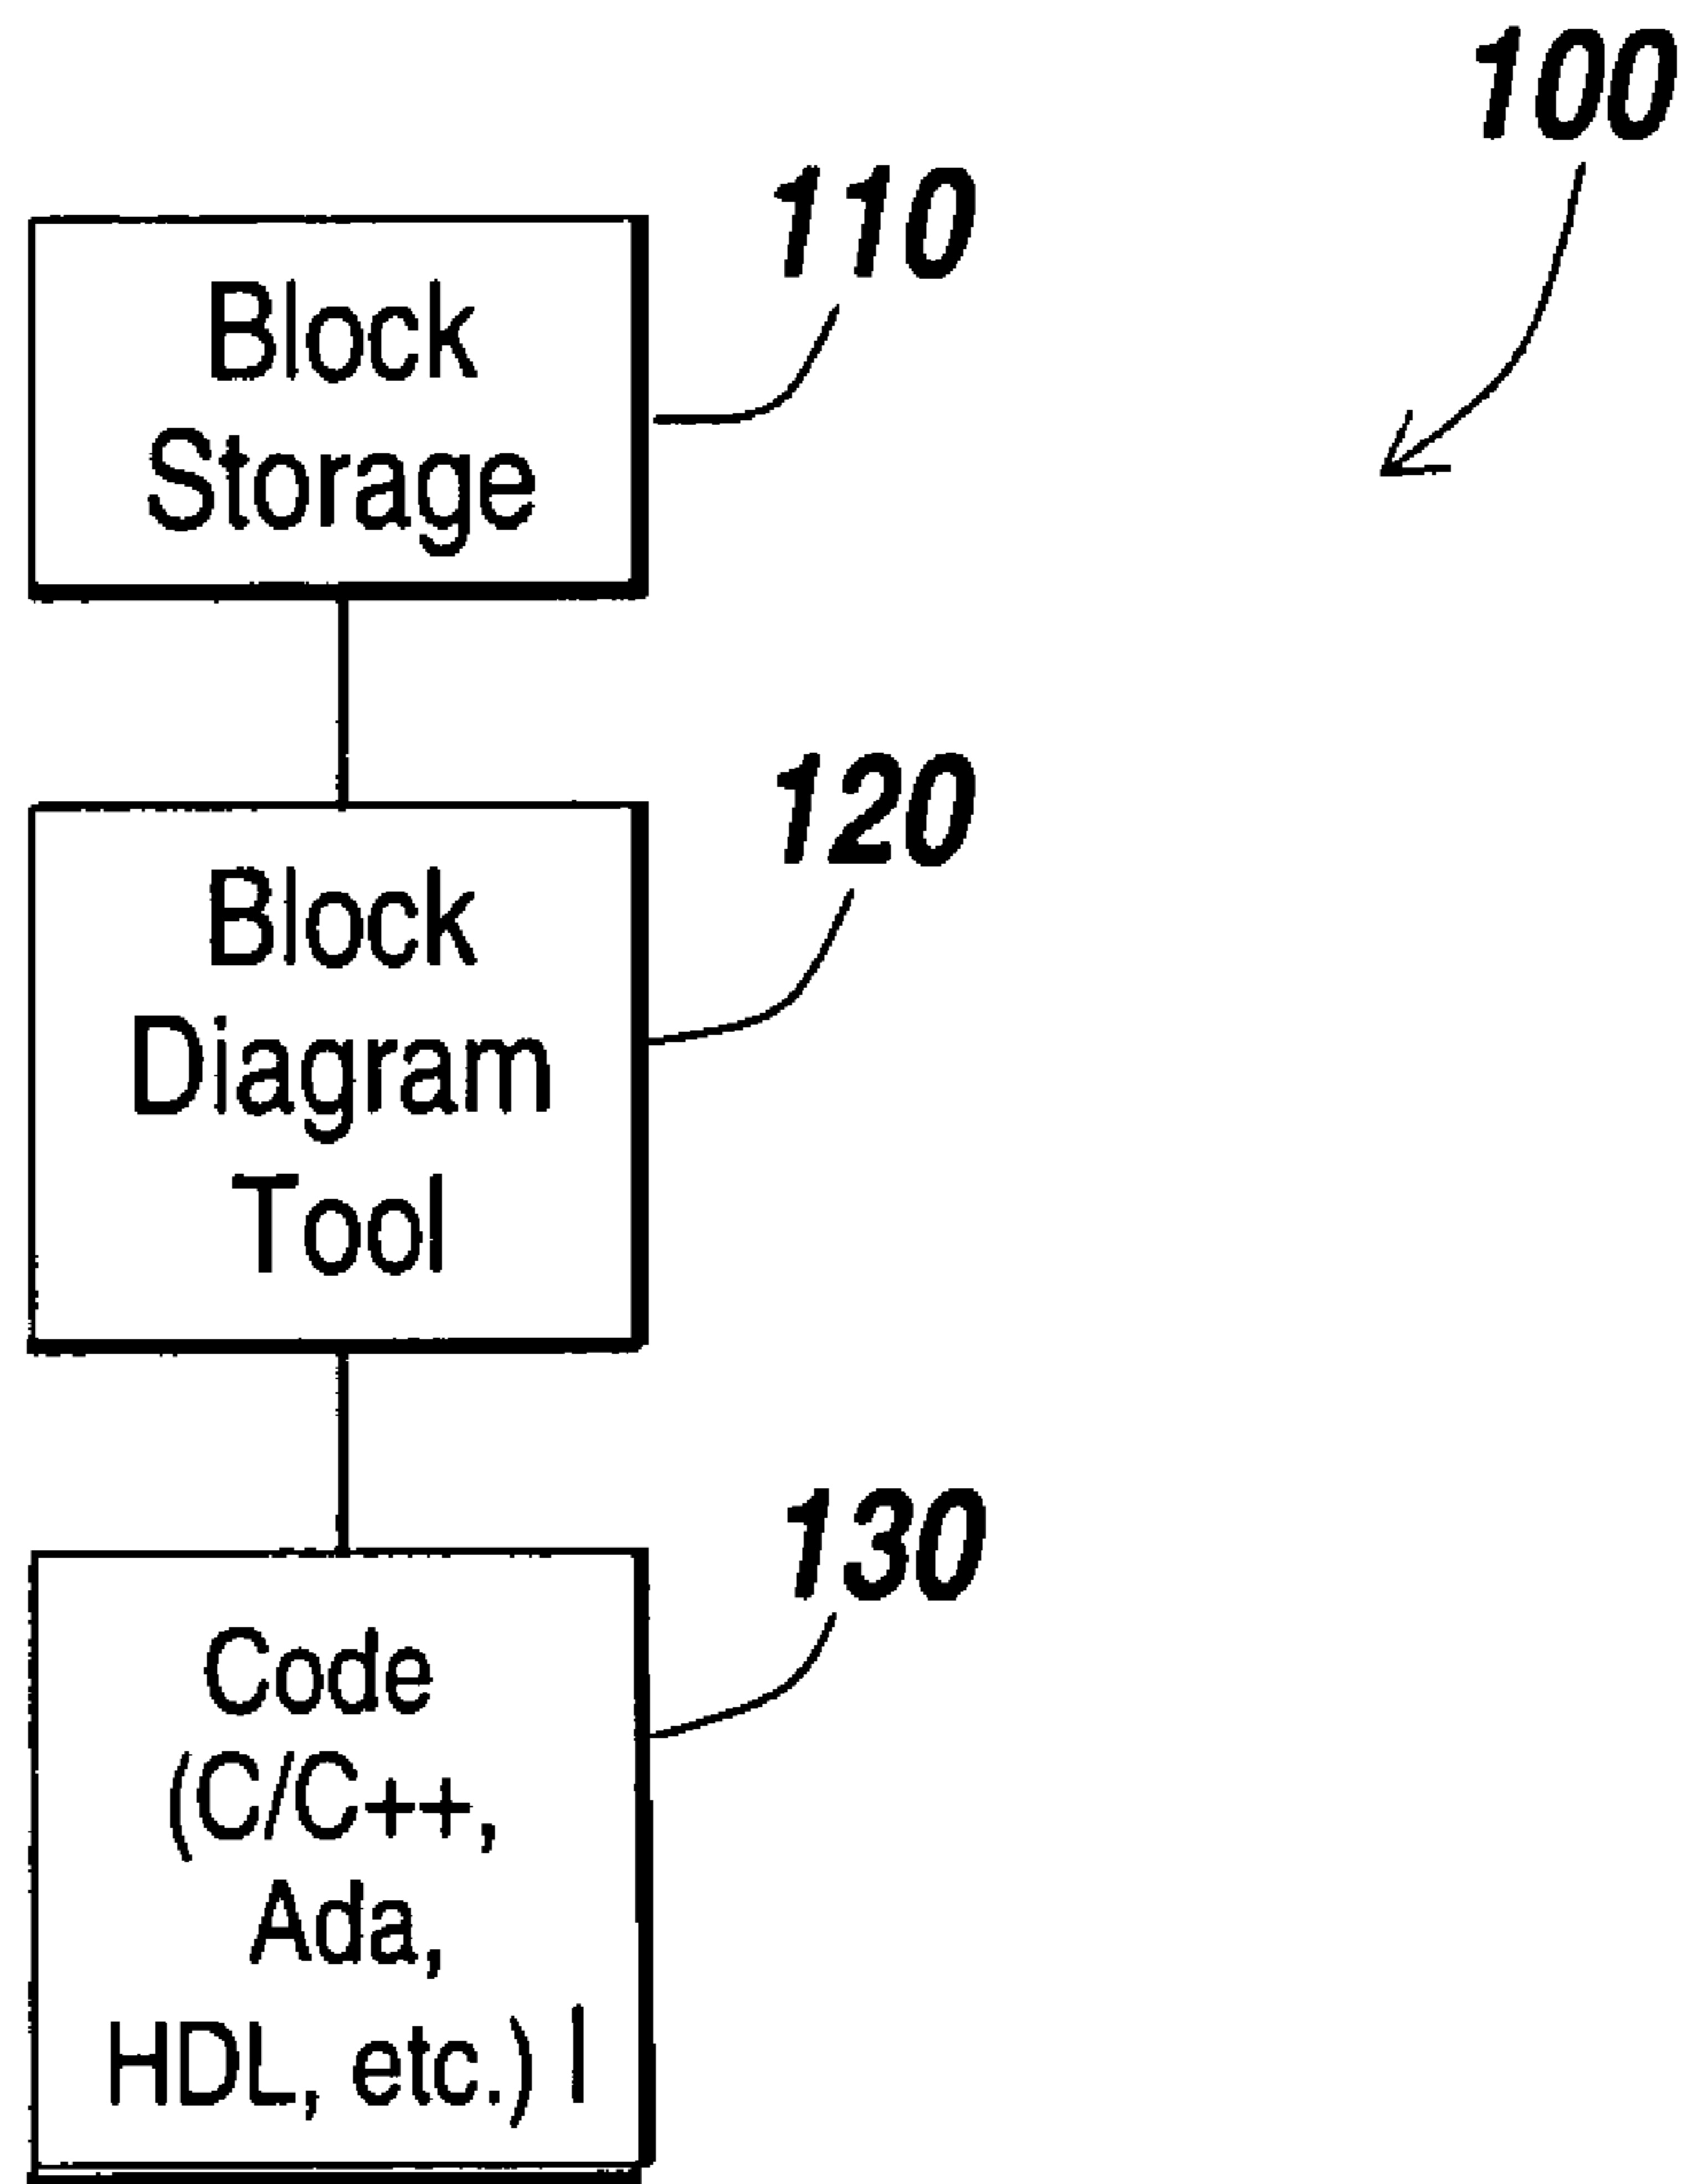 100
110
Block
Storage
120
Block
Diagram
Tool
130
Code
(C/C++,
Ada,
HDL, etc.) l